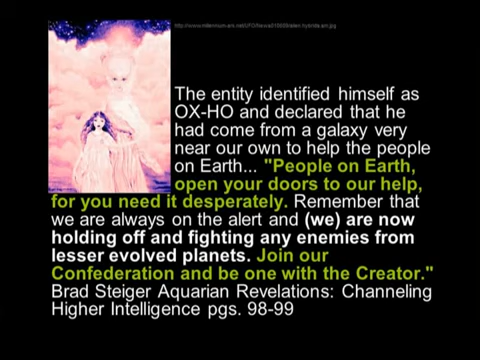 The entity identified himself as
OX-HO and declared that he
had come from a galaxy very
near our own to help the people
on Earth... "People on Earth,
open your doors to our help,
for you need it desperately. Remember that
we are always on the alert and (we) are now
holding off and fighting any enemies from
lesser evolved planets. Join our
Confederation and be one with the Creator."
Brad Steiger Aquarian Revelations: Channeling
Higher Intelligence pgs. 98-99